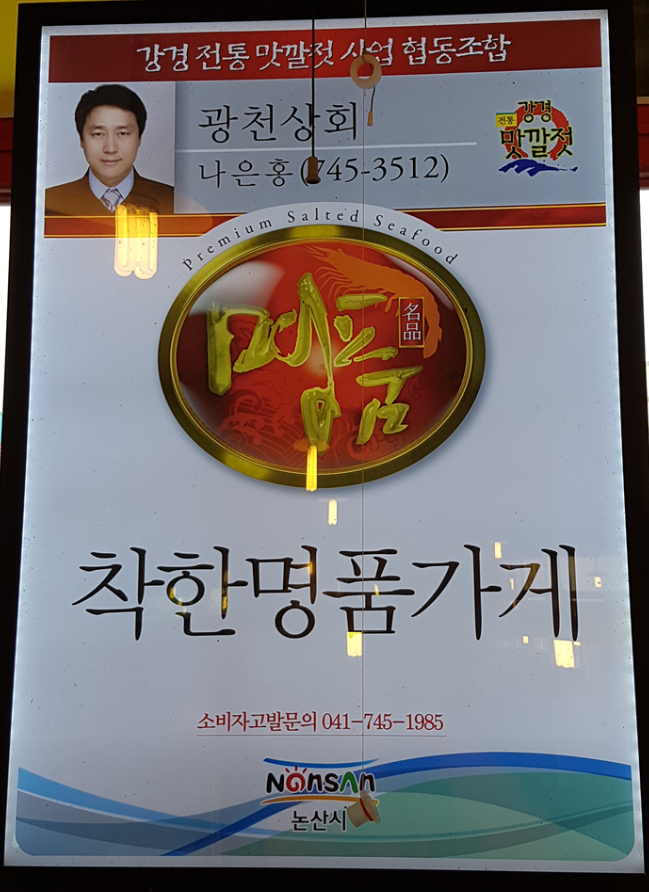 강경 전통 맛깔젓 사업 협동조합
광천상회
나은홍(745-3512)
전통 강경
맛깔젓
Premium Salted Seafood
명품
名品
착한명품가게
소비자고발문의 041-745-1985
NonsAn
논산시